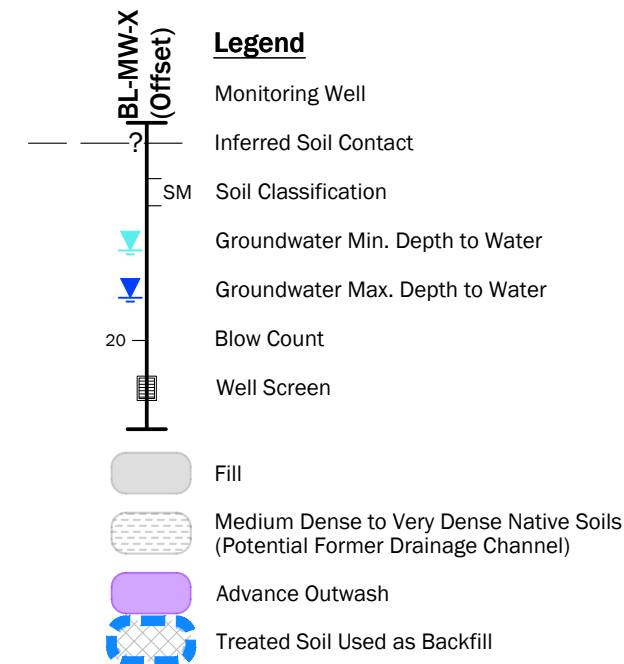 BL-MW-X
(Offset)
Legend
Monitoring Well
?
Inferred Soil Contact
SM
Soil Classification
Groundwater Min. Depth to Water
Groundwater Max. Depth to Water
20
Blow Count
Well Screen
Fill
Medium Dense to Very Dense Native Soils
(Potential Former Drainage Channel)
Advance Outwash
Treated Soil Used as Backfill